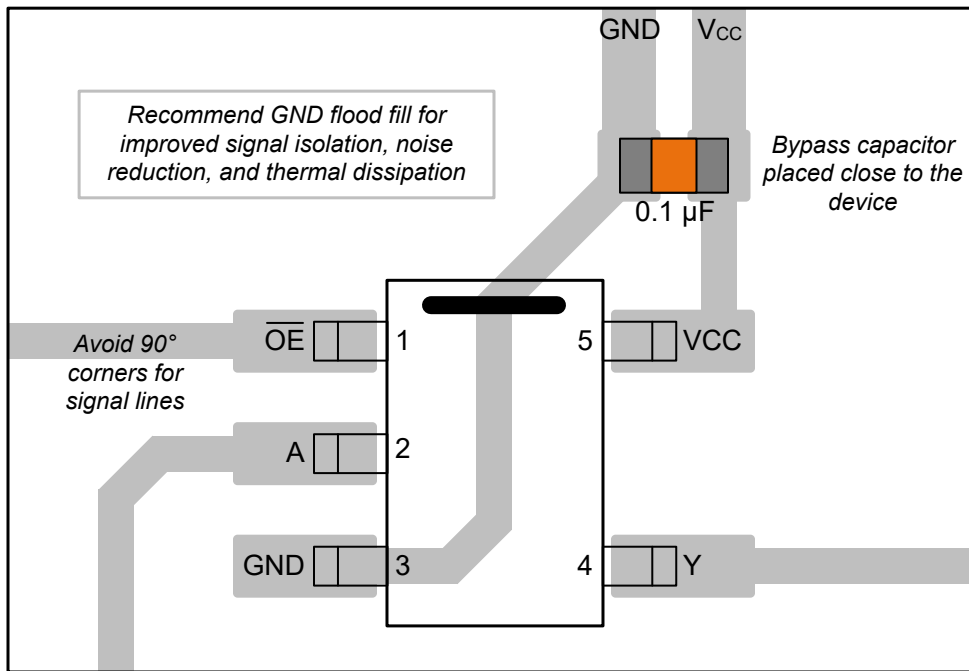 GND
Vcc
Recommend GND flood fill for
improved signal isolation, noise
reduction, and thermal dissipation
Bypass capacitor
placed close to the
device
0.1 µF
O̅E̅
1
5
VCC
Avoid 90°
corners for
signal lines
A
2
GND
3
4
Y